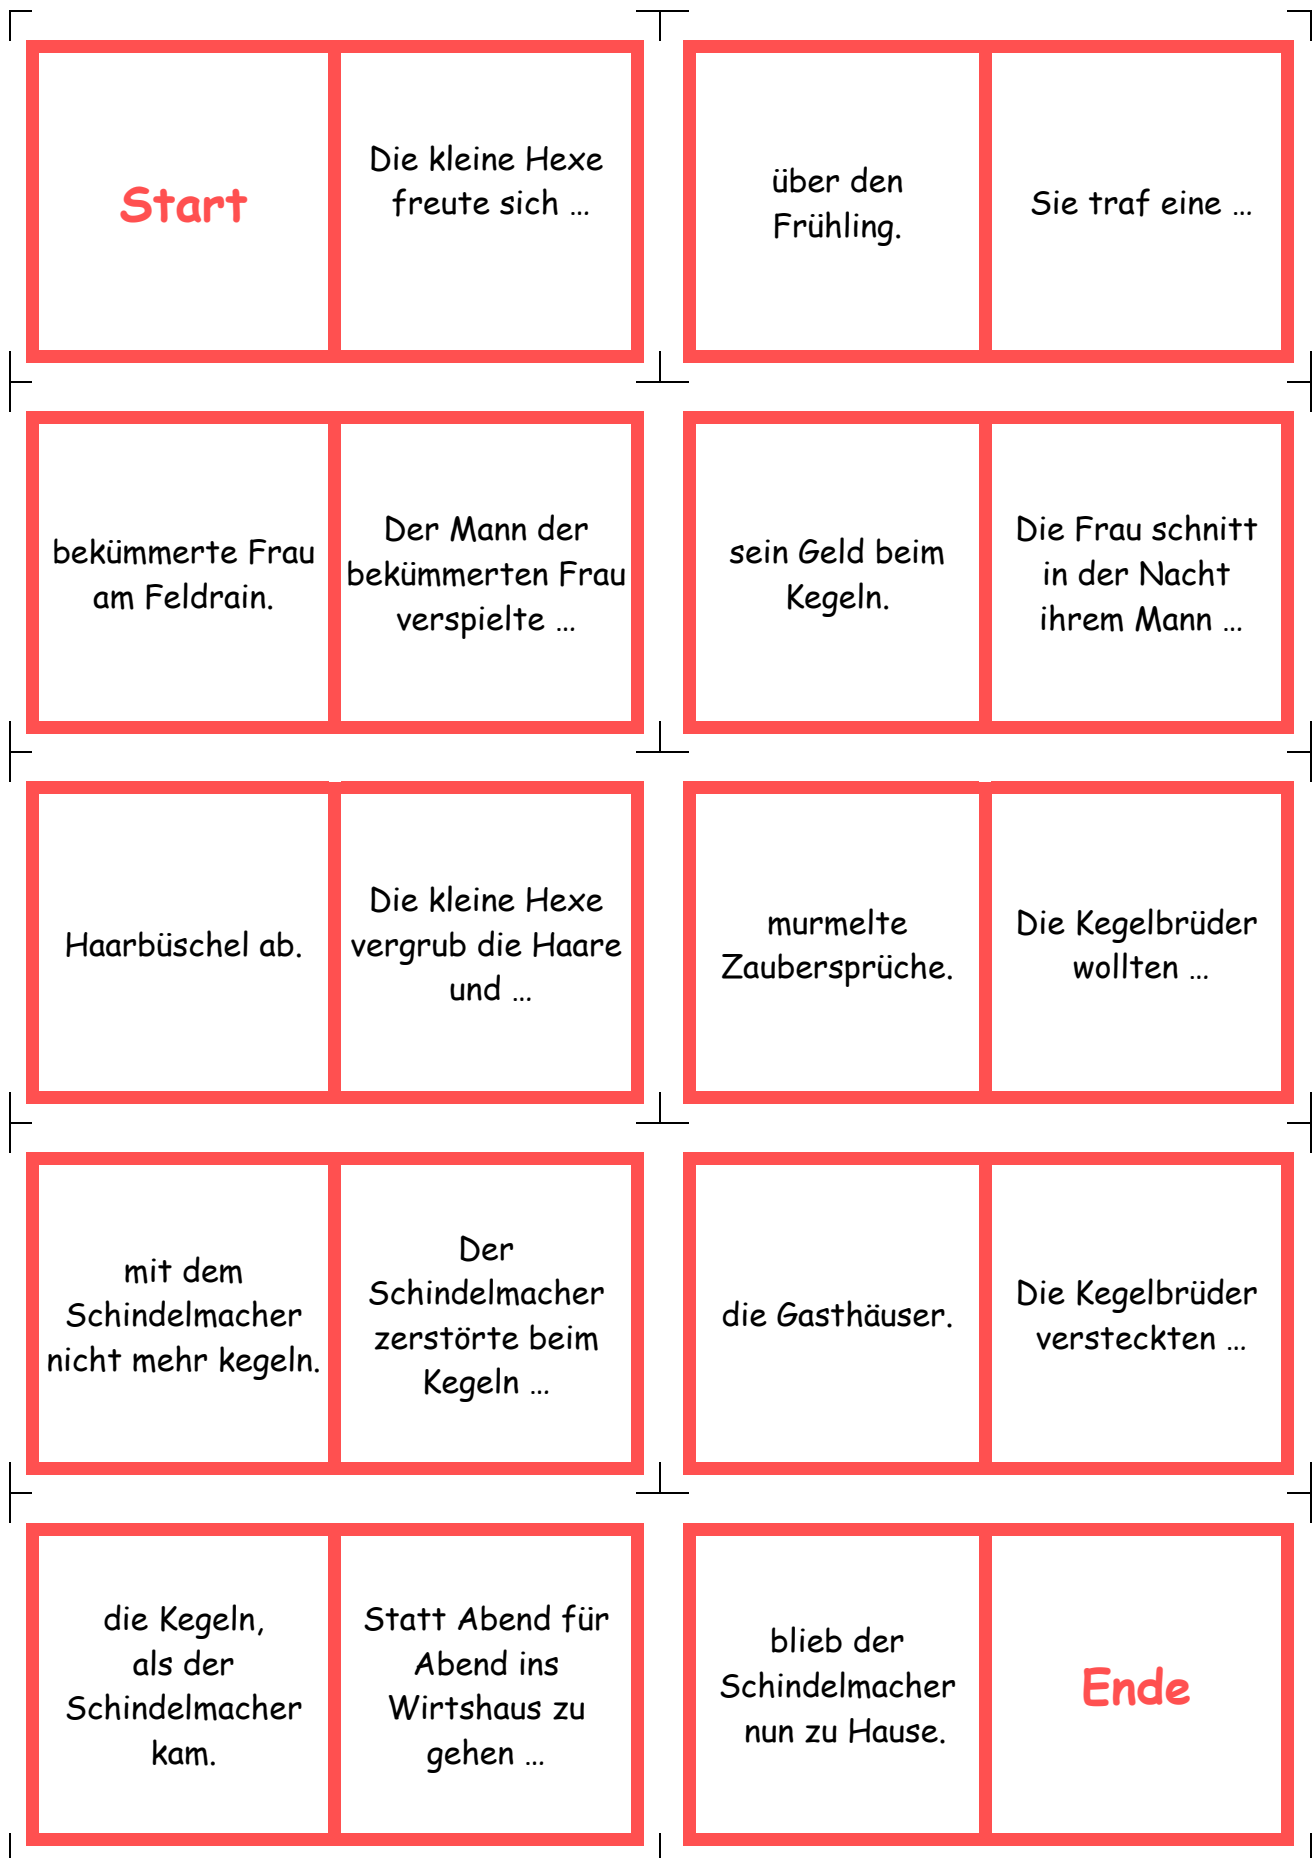 Start
Die kleine Hexe
freute sich ...
über den
Frühling.
Sie traf eine ...
bekümmerte Frau
am Feldrain.
Der Mann der
bekümmerten Frau
verspielte ...
sein Geld beim
Kegeln.
Die Frau schnitt
in der Nacht
ihrem Mann ...
Haarbüschel ab.
Die kleine Hexe
vergrub die Haare
und ...
murmelte
Zaubersprüche.
Die Kegelbrüder
wollten ...
mit dem
Schindelmacher
nicht mehr kegeln.
Der
Schindelmacher
zerstörte beim
Kegeln ...
die Gasthäuser.
Die Kegelbrüder
versteckten ...
die Kegeln,
als der
Schindelmacher
kam.
Statt Abend für
Abend ins
Wirtshaus zu
gehen ...
blieb der
Schindelmacher
nun zu Hause.
Ende